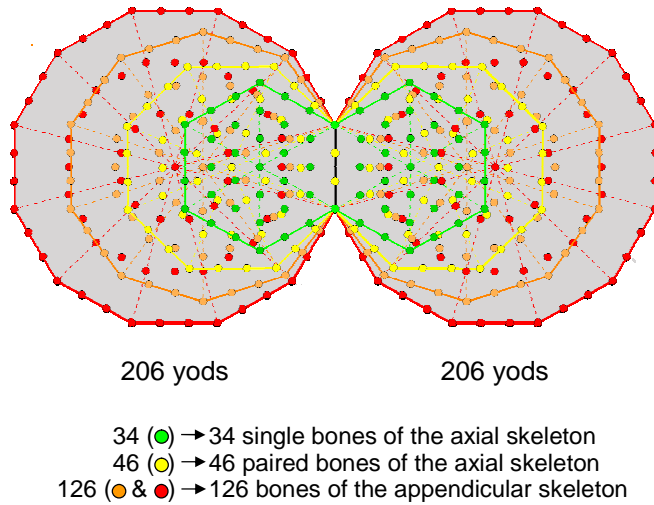 206 yods 206 yods
34 (●) → 34 single bones of the axial skeleton
46 (●) → 46 paired bones of the axial skeleton
126 (● & ●) → 126 bones of the appendicular skeleton